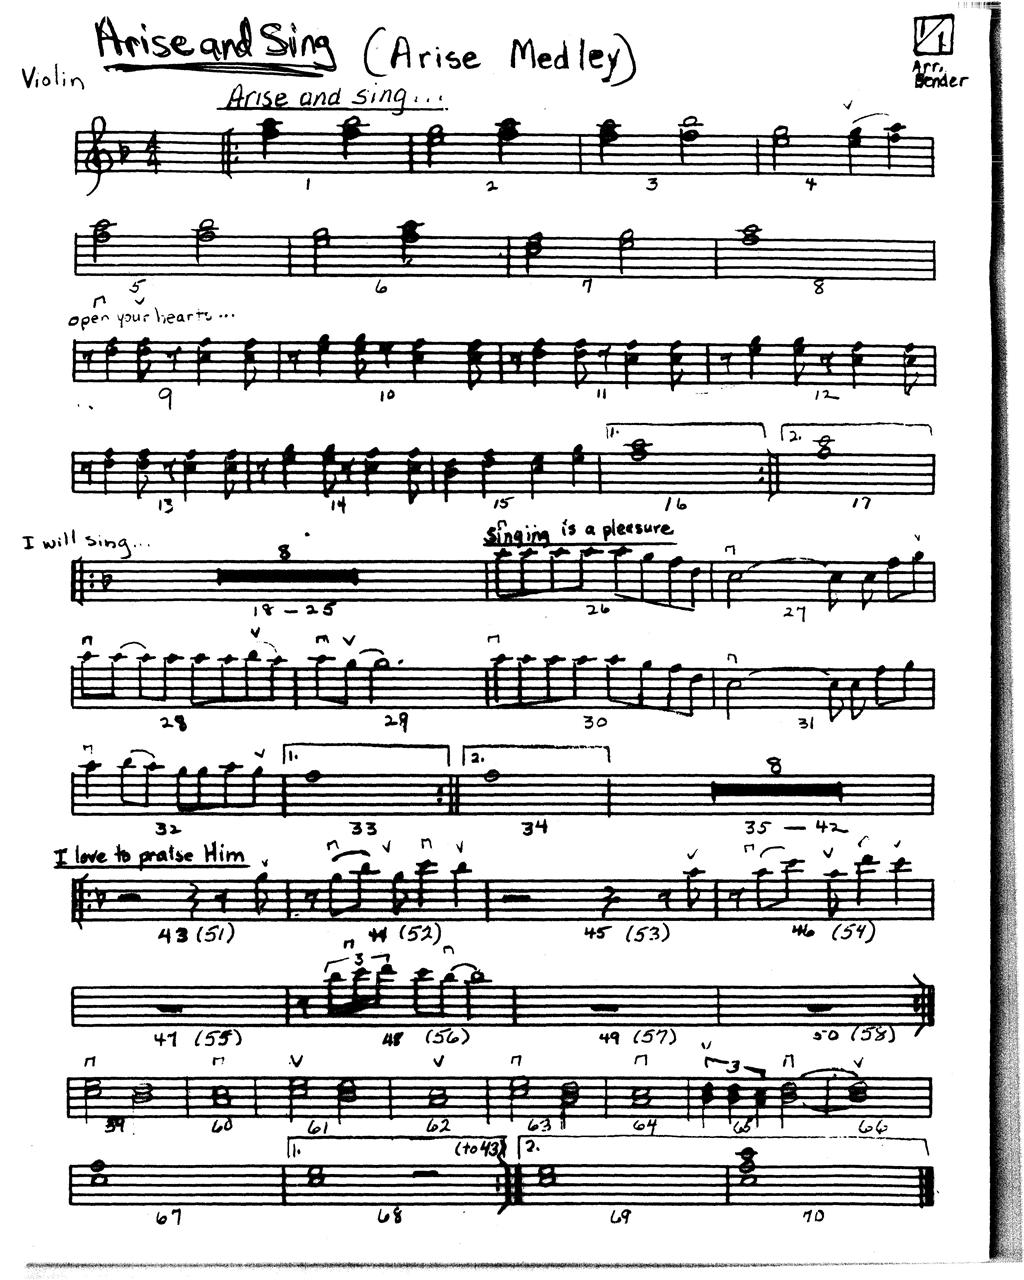 Arise and Sing (Arise Medley)
1/1
Arr. Bender
Violin
Arise and sing...
4 4
1 2 3 4
5 6 7 8
open your hearts...
9 10 11 12
1. 2.
13 14 15 16 17
I will sing...
8
Singing is a pleasure
18 – 25 26 27
28 29 30 31
1. 2. 8
32 33 34 35 – 42
I love to praise Him
43 (51) 44 (52) 45 (53) 46 (54)
3
47 (55) 48 (56) 49 (57) 50 (58)
3
59 60 61 62 63 64 65 66
1. (to 43) 2.
67 68 69 70